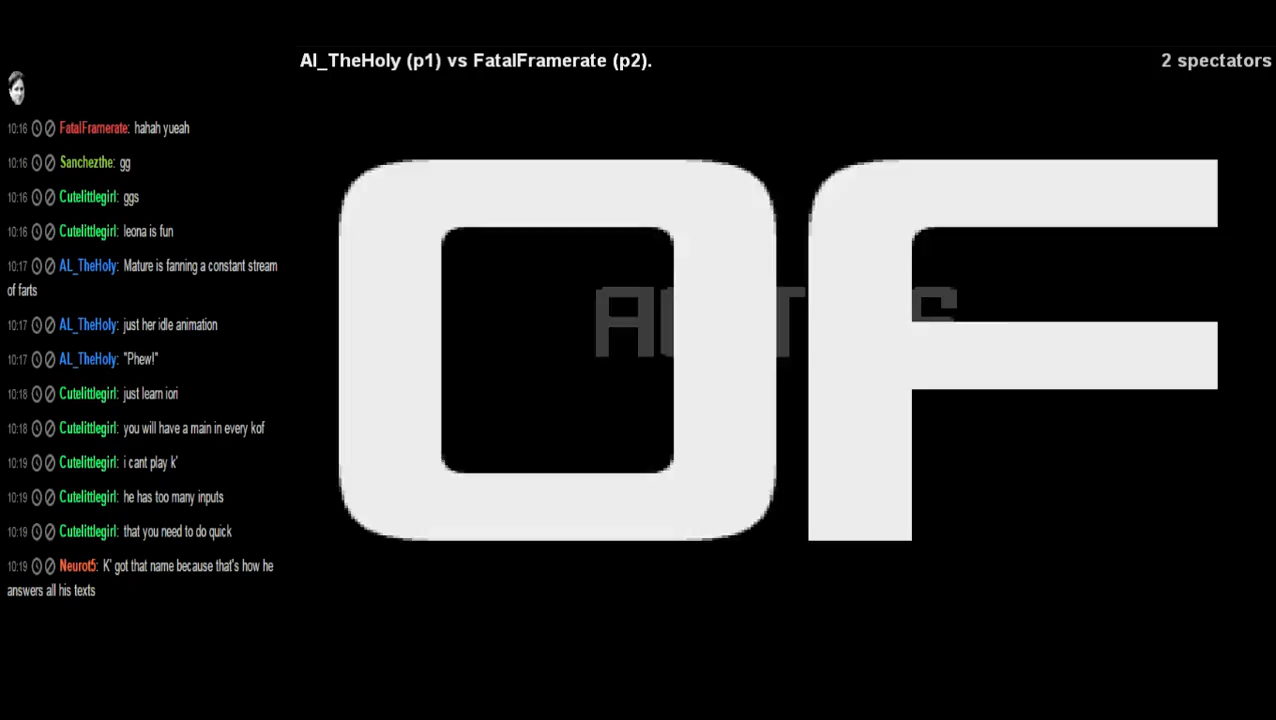 AI_TheHoly (p1) vs FatalFramerate (p2).
2 spectators
10:16 FatalFramerate: hahah yueah
10:16 Sanchezthe: gg
10:16 Cutelittlegirl: ggs
10:16 Cutelittlegirl: leona is fun
10:17 AL_TheHoly: Mature is fanning a constant stream
of farts
10:17 AL_TheHoly: just her idle animation
10:17 AL_TheHoly: "Phew!"
10:18 Cutelittlegirl: just learn iori
10:18 Cutelittlegirl: you will have a main in every kof
10:19 Cutelittlegirl: i cant play k'
10:19 Cutelittlegirl: he has too many inputs
10:19 Cutelittlegirl: that you need to do quick
10:19 Neurot5: K' got that name because that's how he
answers all his texts
OF